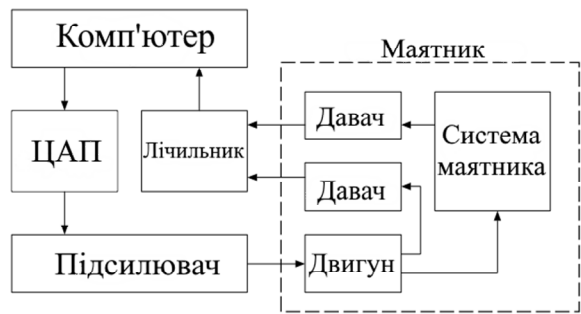 Комп'ютер
Маятник
ЦАП
Лічильник
Давач
Система
маятника
Давач
Підсилювач
Двигун